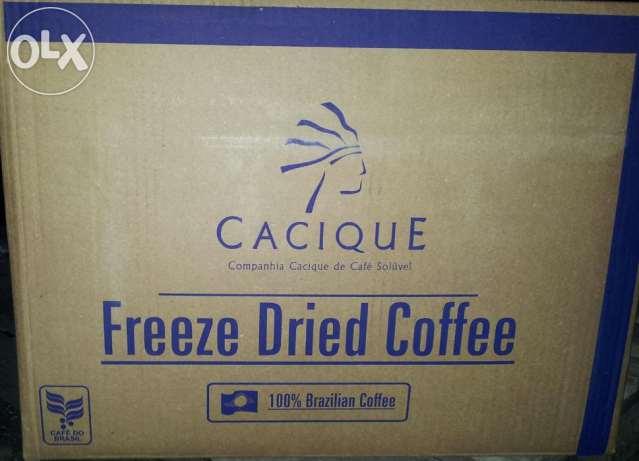 OLX
CACIQUE
Companhia Cacique de Café Solúvel
Freeze Dried Coffee
100% Brazilian Coffee
CAFÉ DO
BRASIL